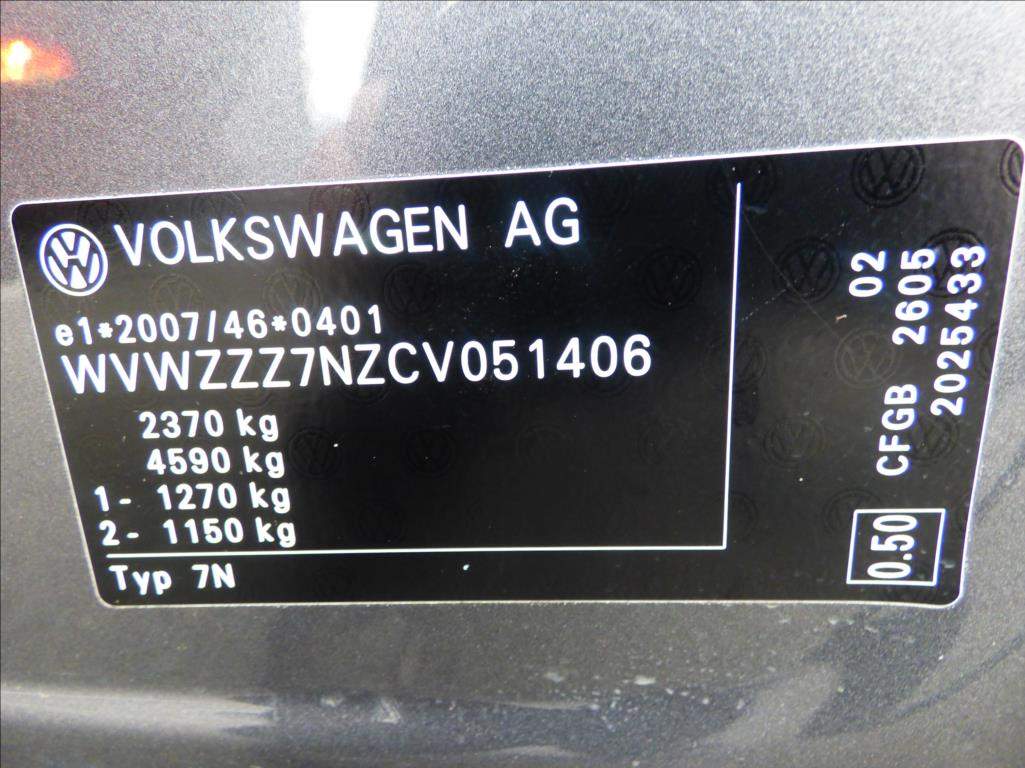 VOLKSWAGEN AG
e1*2007/46*0401
WVWZZZ7NZCV051406
2370 kg
4590 kg
1- 1270 kg
2- 1150 kg
Typ 7N
0.50
02
CFGB 2605
2025433